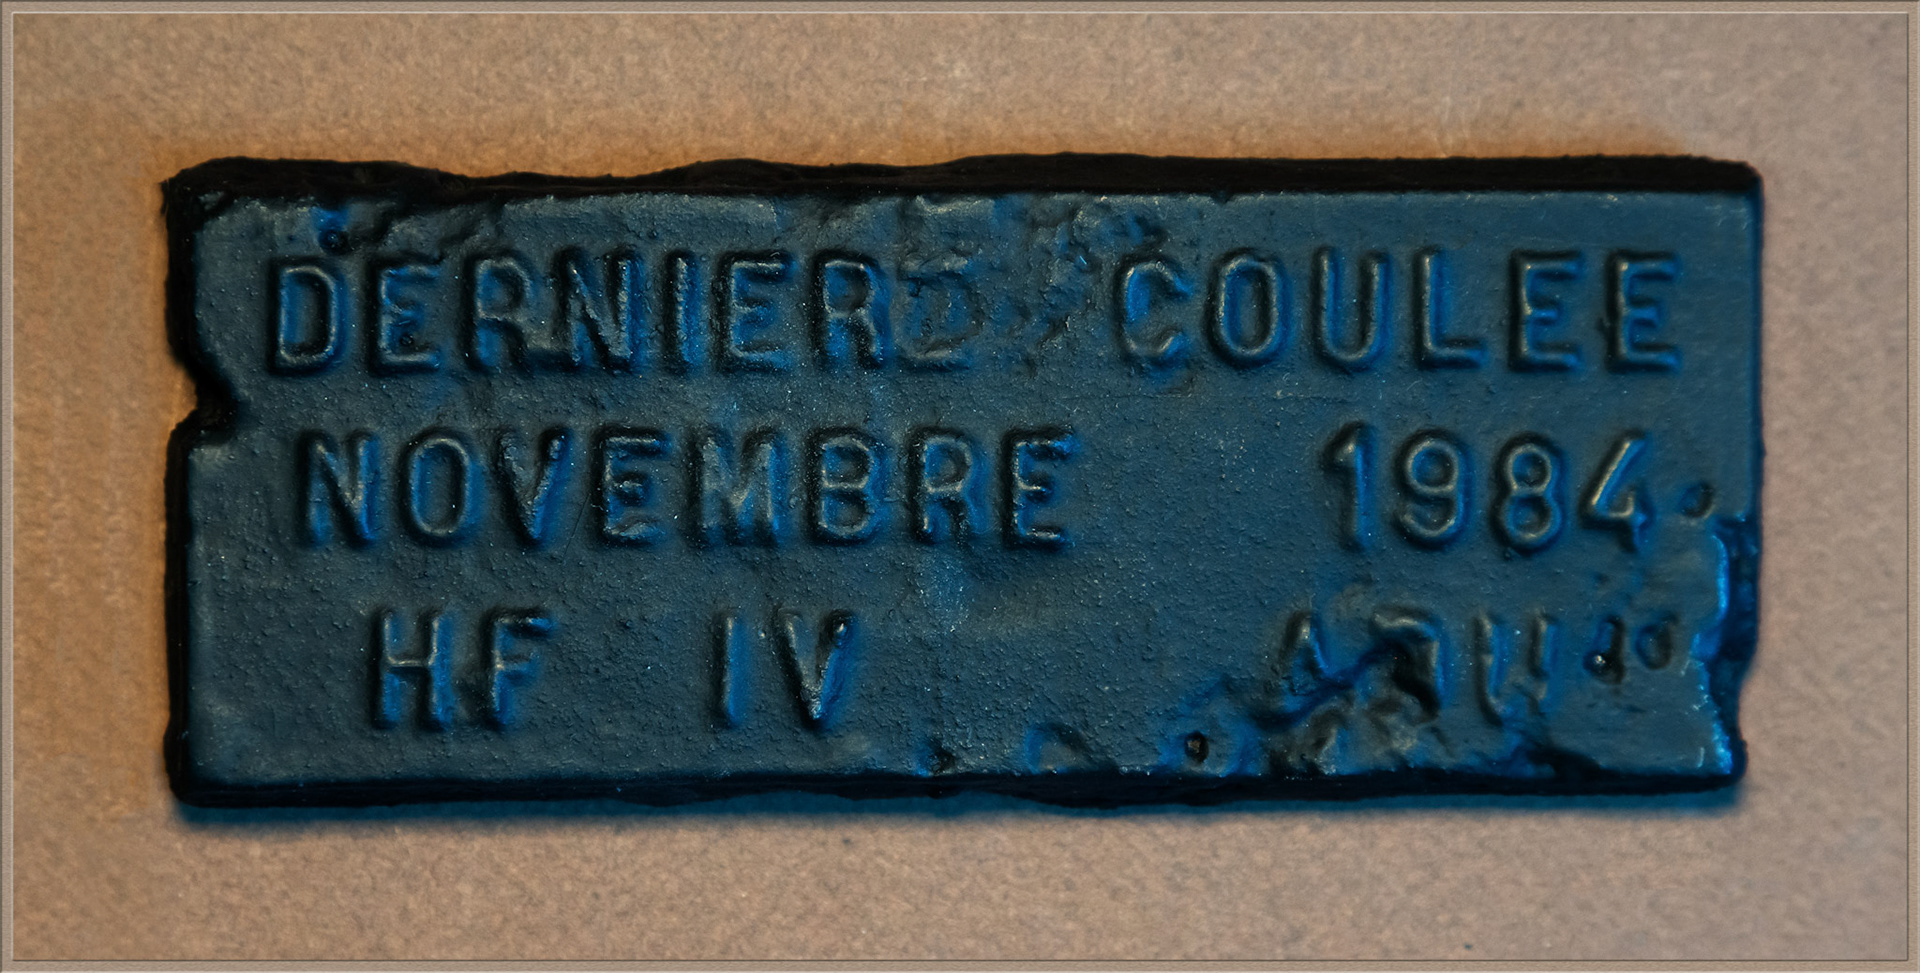 DERNIERE COULEE
NOVEMBRE 1984
HF IV